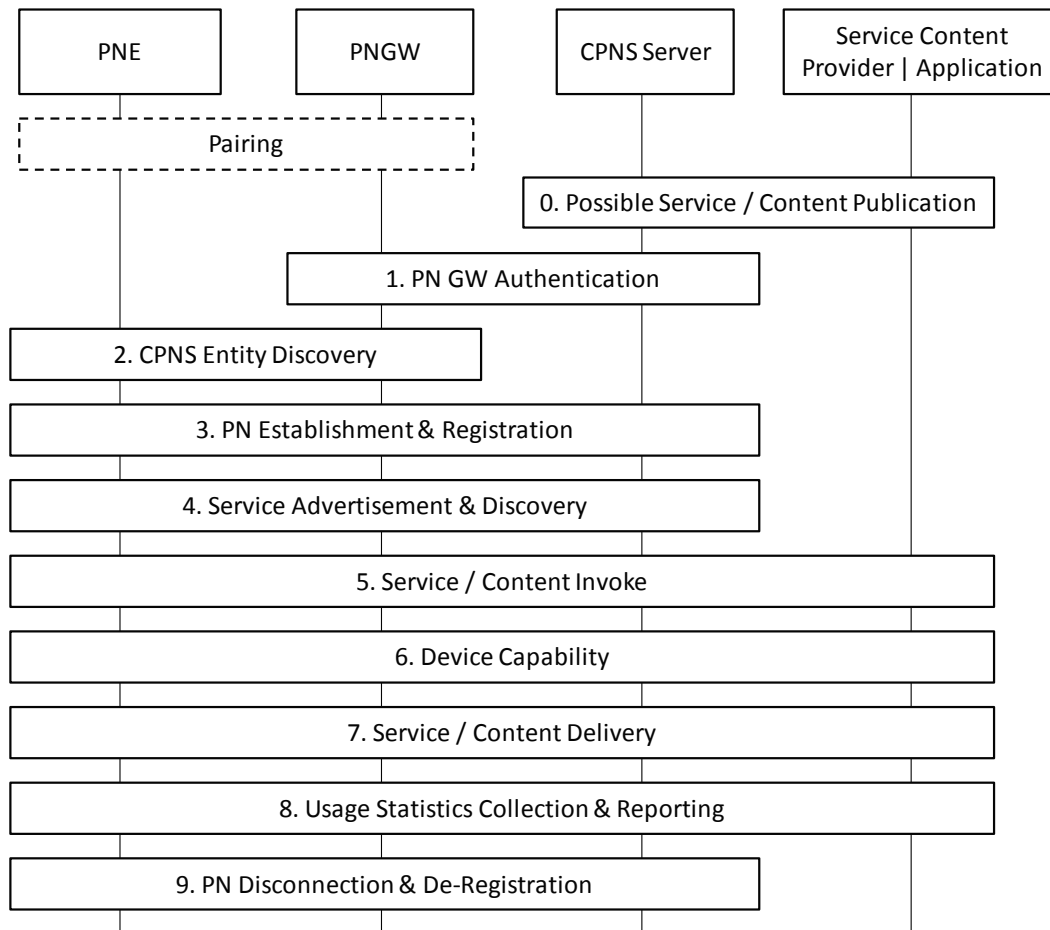 PNE
PNGW
CPNS Server
Service Content
Provider | Application
Pairing
0. Possible Service / Content Publication
1. PN GW Authentication
2. CPNS Entity Discovery
3. PN Establishment & Registration
4. Service Advertisement & Discovery
5. Service / Content Invoke
6. Device Capability
7. Service / Content Delivery
8. Usage Statistics Collection & Reporting
9. PN Disconnection & De-Registration